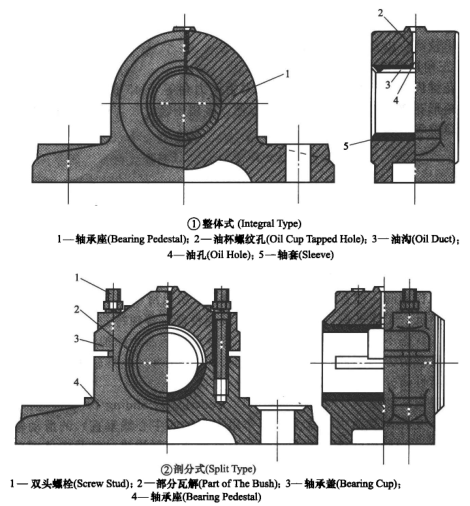 1
2
3
4
5
①整体式 (Integral Type)
1—轴承座(Bearing Pedestal); 2—油杯螺纹孔(Oil Cup Tapped Hole); 3—油沟(Oil Duct);
4—油孔(Oil Hole); 5—轴套(Sleeve)
1
2
3
4
②剖分式(Split Type)
1— 双头螺栓(Screw Stud); 2—部分瓦解(Part of The Bush); 3—轴承盖(Bearing Cup);
4—轴承座(Bearing Pedestal)